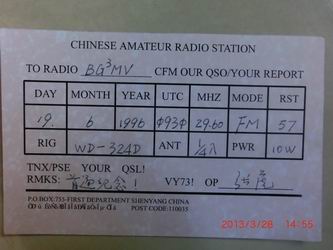 CHINESE AMATEUR RADIO STATION
TO RADIO BG3MV CFM OUR QSO/YOUR REPORT
DAY MONTH YEAR UTC MHZ MODE RST
19. 6 1996 0930 29.60 FM 57
RIG WD-324D ANT 1/4λ PWR 10W
TNX/PSE YOUR QSL!
RMKS: 首通纪念! VY73! OP
P.O.BOX:755-FIRST DEPARTMENT SHENYANG CHINA
POST CODE:110035
2013/3/28 14:55